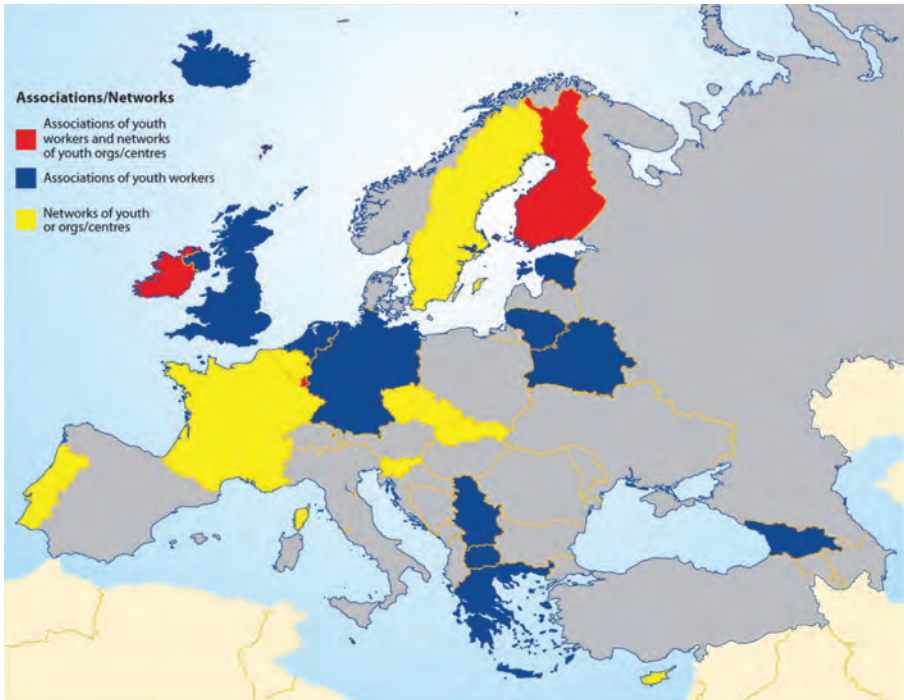 Associations/Networks
Associations of youth
workers and networks
of youth orgs/centres
Associations of youth workers
Networks of youth
or orgs/centres